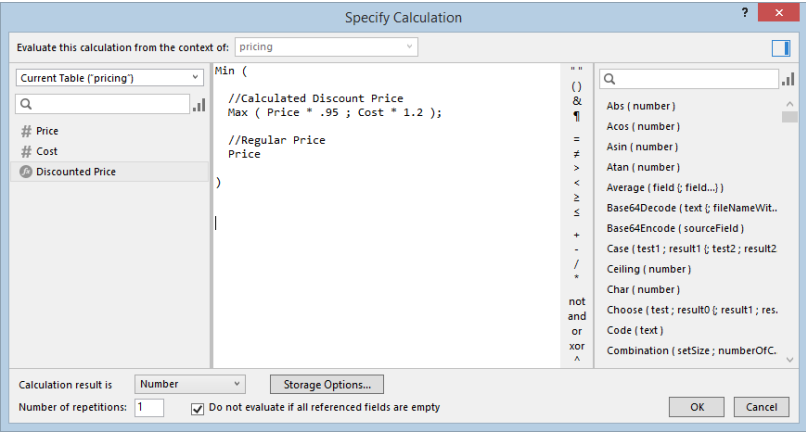 Specify Calculation
?
×
Evaluate this calculation from the context of: pricing
Current Table ("pricing")
# Price
# Cost
Discounted Price
Min (
//Calculated Discount Price
Max ( Price * .95 ; Cost * 1.2 );
//Regular Price
Price
)
" "
()
&
¶
=
≠
>
<
≥
≤
+
-
/
*
not
and
or
xor
^
Abs ( number )
Acos ( number )
Asin ( number )
Atan ( number )
Average ( field {; field...} )
Base64Decode ( text {; fileNameWit..
Base64Encode ( sourceField )
Case ( test1 ; result1 {; test2 ; result2
Ceiling ( number )
Char ( number )
Choose ( test ; result0 {; result1 ; res.
Code ( text )
Combination ( setSize ; numberOfC.
Calculation result is Number Storage Options...
Number of repetitions: 1 Do not evaluate if all referenced fields are empty OK Cancel